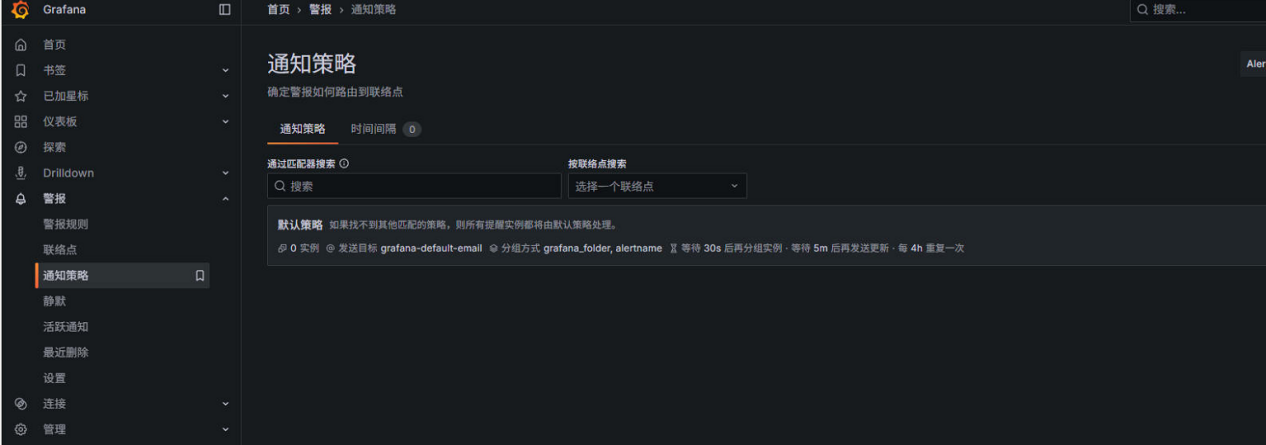 Grafana
首页 › 警报 › 通知策略
搜索...
首页
书签
已加星标
仪表板
探索
Drilldown
警报
警报规则
联络点
通知策略
静默
活跃通知
最近删除
设置
连接
管理
通知策略
Aler
确定警报如何路由到联络点
通知策略 时间间隔 0
通过匹配器搜索 按联络点搜索
搜索 选择一个联络点
默认策略 如果找不到其他匹配的策略，则所有提醒实例都将由默认策略处理。
0 实例 @ 发送目标 grafana-default-email 分组方式 grafana_folder, alertname 等待 30s 后再分组实例 · 等待 5m 后再发送更新 · 每 4h 重复一次